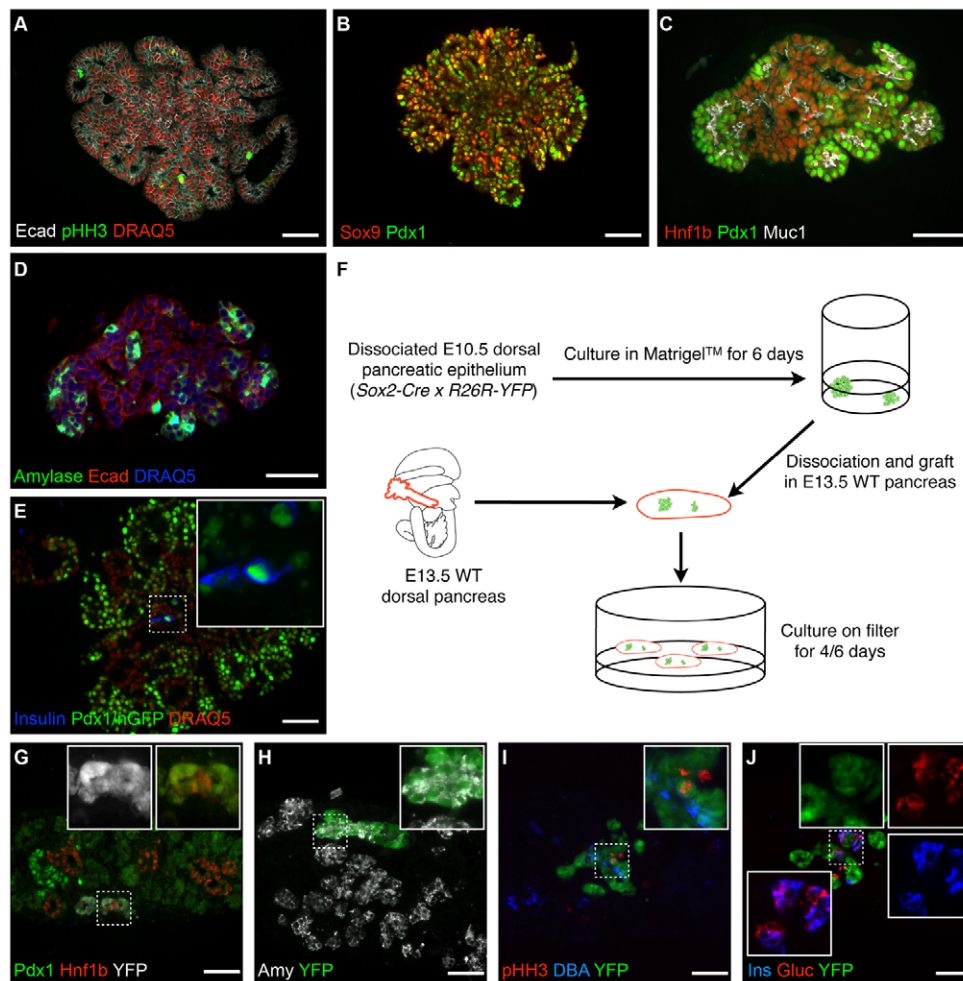 A
Ecad pHH3 DRAQ5
B
Sox9 Pdx1
C
Hnf1b Pdx1 Muc1
D
Amylase Ecad DRAQ5
E
Insulin Pdx1/nGFP DRAQ5
F
Dissociated E10.5 dorsal
pancreatic epithelium
(Sox2-Cre x R26R-YFP)
Culture in Matrigel™ for 6 days
Dissociation and graft
in E13.5 WT pancreas
E13.5 WT
dorsal pancreas
Culture on filter
for 4/6 days
G
Pdx1 Hnf1b YFP
H
Amy YFP
I
pHH3 DBA YFP
J
Ins Gluc YFP